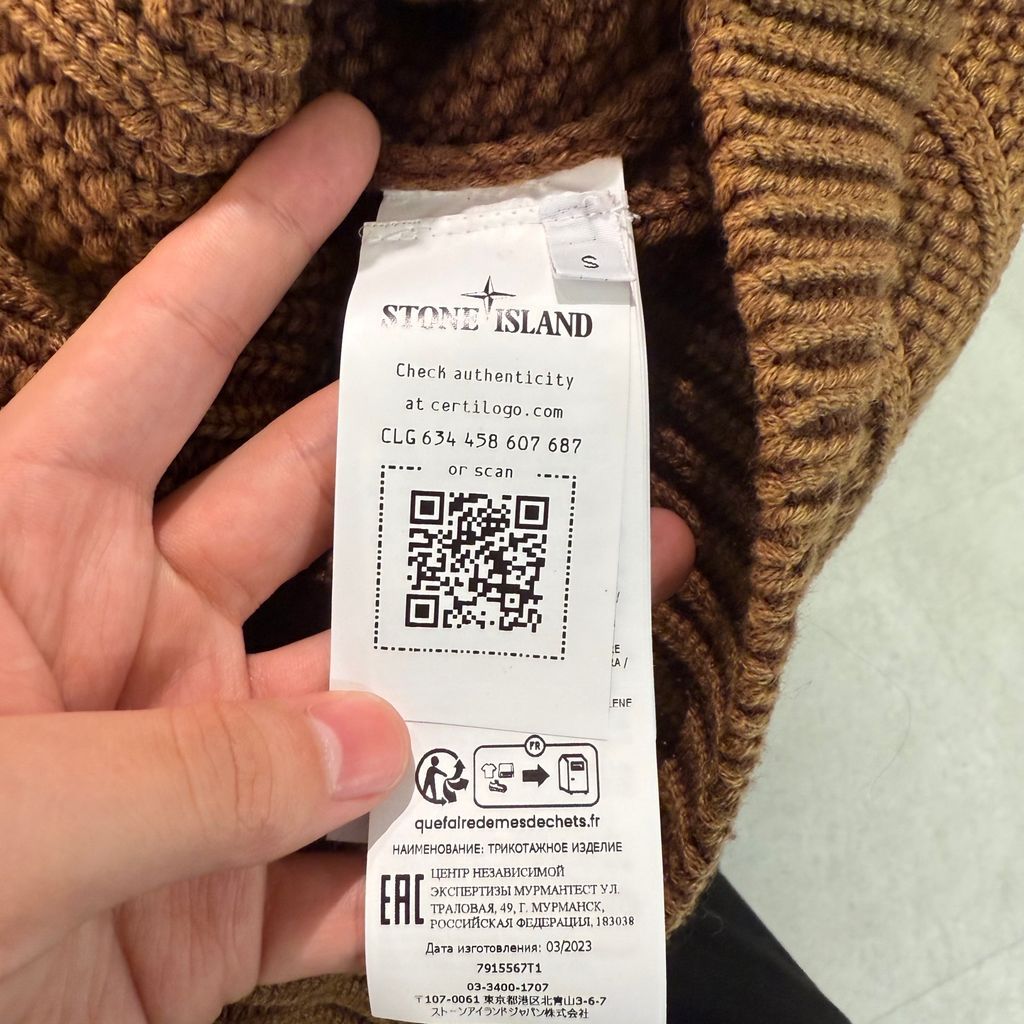 S
STONE ISLAND
Check authenticity
at certilogo.com
CLG 634 458 607 687
or scan
LENE
FR
quefairedemesdechets.fr
НАИМЕНОВАНИЕ: ТРИКОТАЖНОЕ ИЗДЕЛИЕ
EAC
ЦЕНТР НЕЗАВИСИМОЙ
ЭКСПЕРТИЗЫ МУРМАНТЕСТ УЛ.
ТРАЛОВАЯ, 49, Г. МУРМАНСК,
РОССИЙСКАЯ ФЕДЕРАЦИЯ, 183038
Дата изготовления: 03/2023
7915567T1
03-3400-1707
〒107-0061 東京都港区北青山3-6-7
ストーンアイランドジャパン株式会社